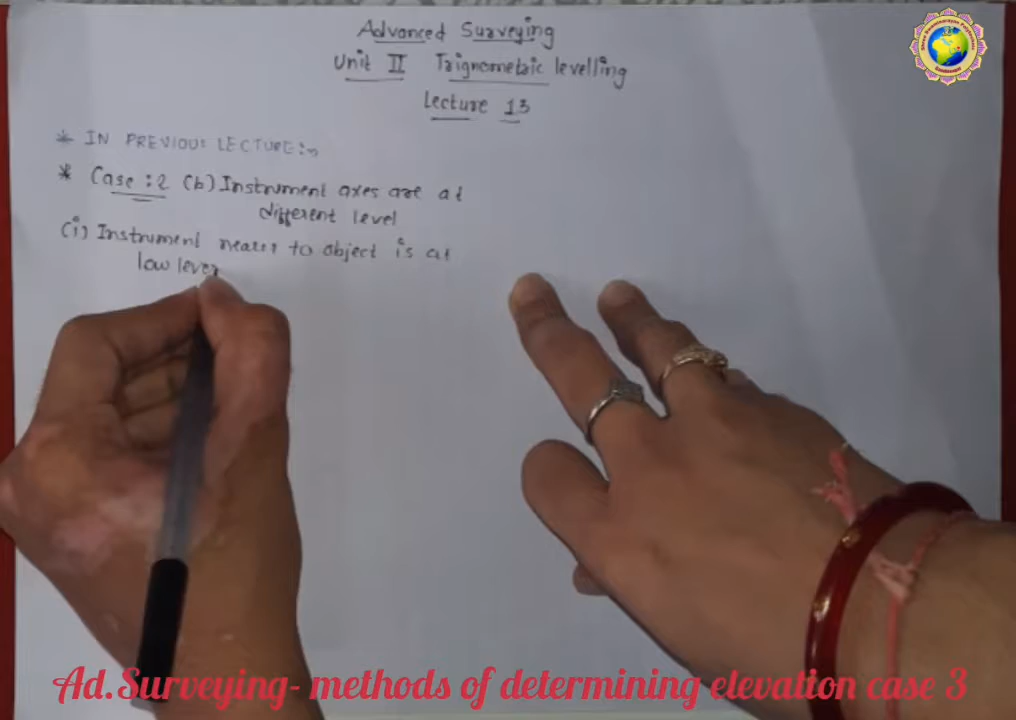 Advanced Surveying
Unit II Trignometric levelling
Lecture 13
* IN PREVIOUS LECTURE:~
* Case : 2 (b) Instrument axes are at
different level
(i) Instrument nearer to object is at
low level
Ad.Surveying- methods of determining elevation case 3